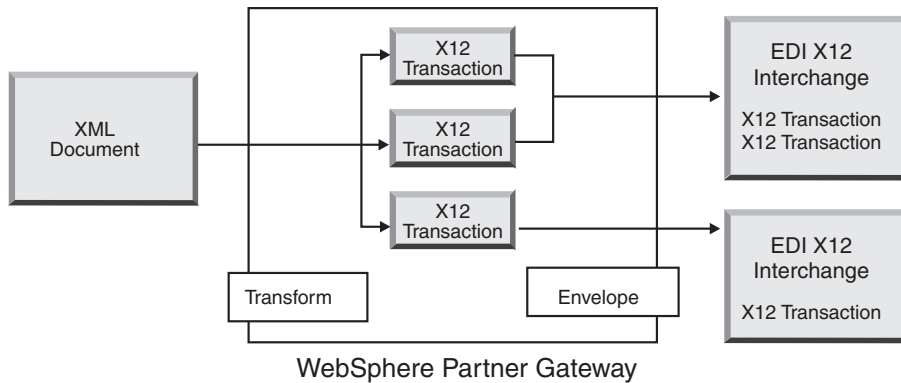 XML
Document
X12
Transaction
X12
Transaction
X12
Transaction
EDI X12
Interchange
X12 Transaction
X12 Transaction
EDI X12
Interchange
X12 Transaction
Transform
Envelope
WebSphere Partner Gateway